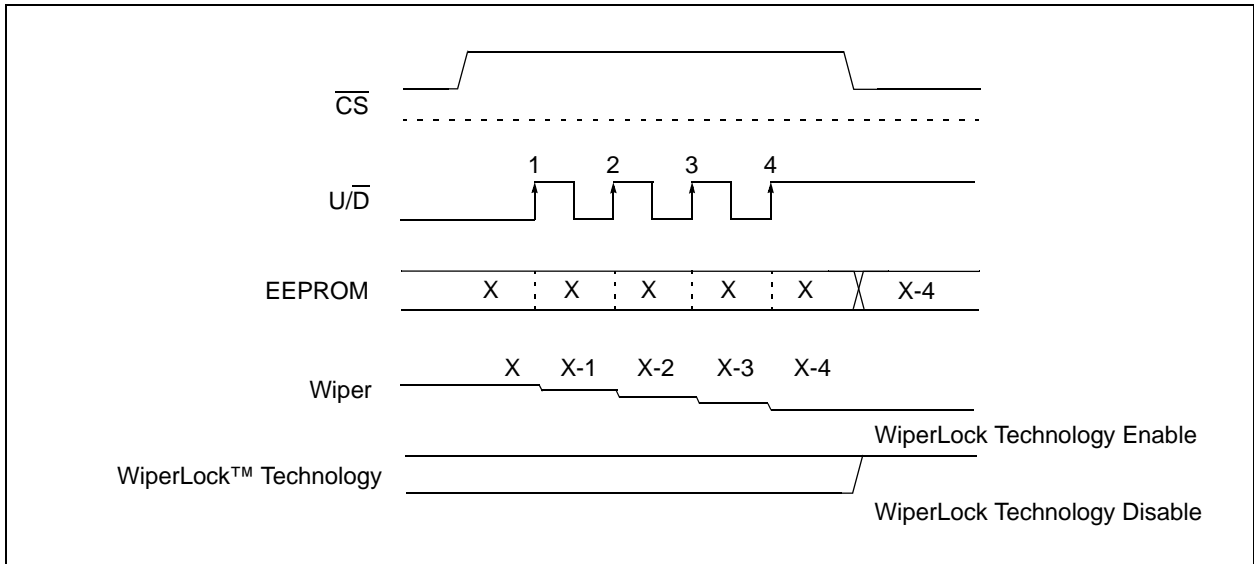 C̅S̅
1 2 3 4
U/D̅
EEPROM X X X X X X-4
X X-1 X-2 X-3 X-4
Wiper
WiperLock Technology Enable
WiperLock™ Technology
WiperLock Technology Disable